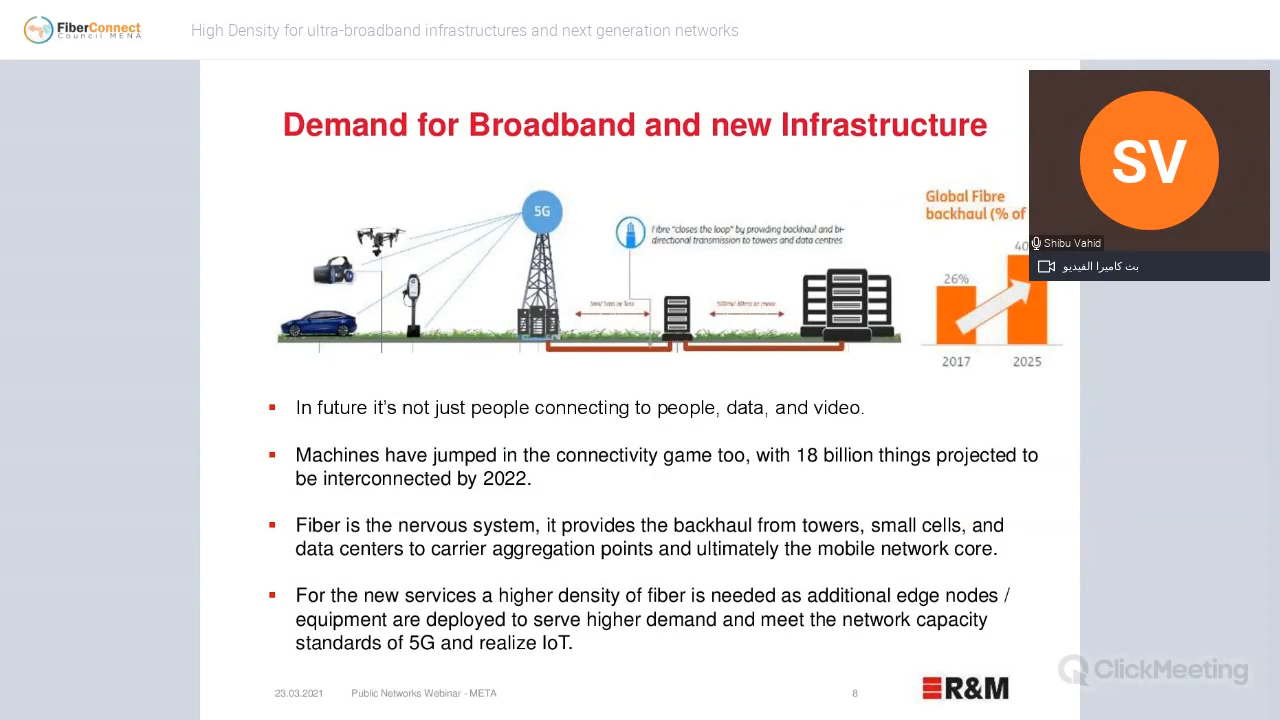 FiberConnect
Council MENA
High Density for ultra-broadband infrastructures and next generation networks
Demand for Broadband and new Infrastructure
SV
Shibu Vahid
بث كاميرا الفيديو
5G
Fibre "closes the loop" by providing backhaul and bi-
directional transmission to towers and data centres
Global Fibre
backhaul (% of
40
26%
2017
2025
In future it's not just people connecting to people, data, and video.
Machines have jumped in the connectivity game too, with 18 billion things projected to
be interconnected by 2022.
Fiber is the nervous system, it provides the backhaul from towers, small cells, and
data centers to carrier aggregation points and ultimately the mobile network core.
For the new services a higher density of fiber is needed as additional edge nodes /
equipment are deployed to serve higher demand and meet the network capacity
standards of 5G and realize IoT.
23.03.2021
Public Networks Webinar - META
8
R&M
ClickMeeting